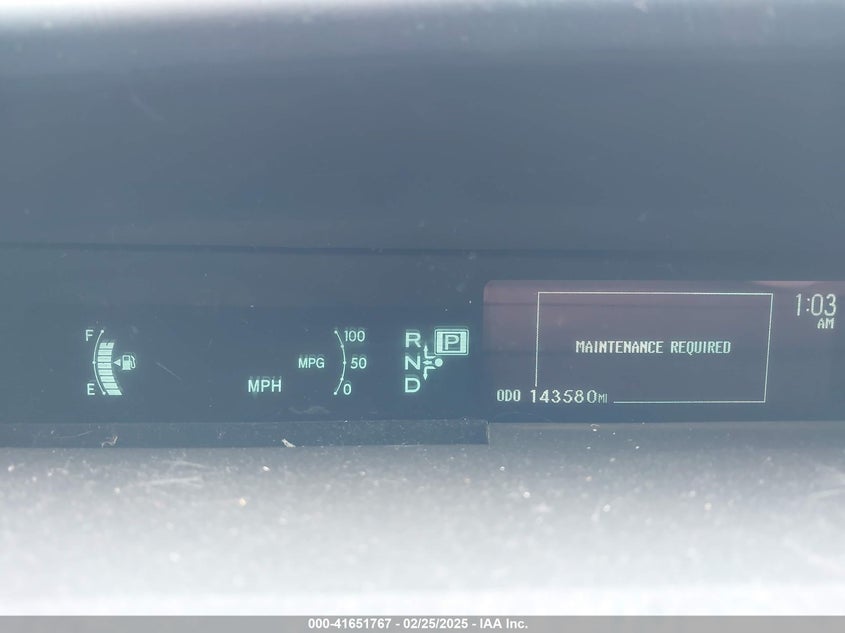 F
E
MPH
MPG
100
50
0
R
N
D
P
MAINTENANCE REQUIRED
1:03
AM
ODO 143580MI
000-41651767 - 02/25/2025 - IAA Inc.